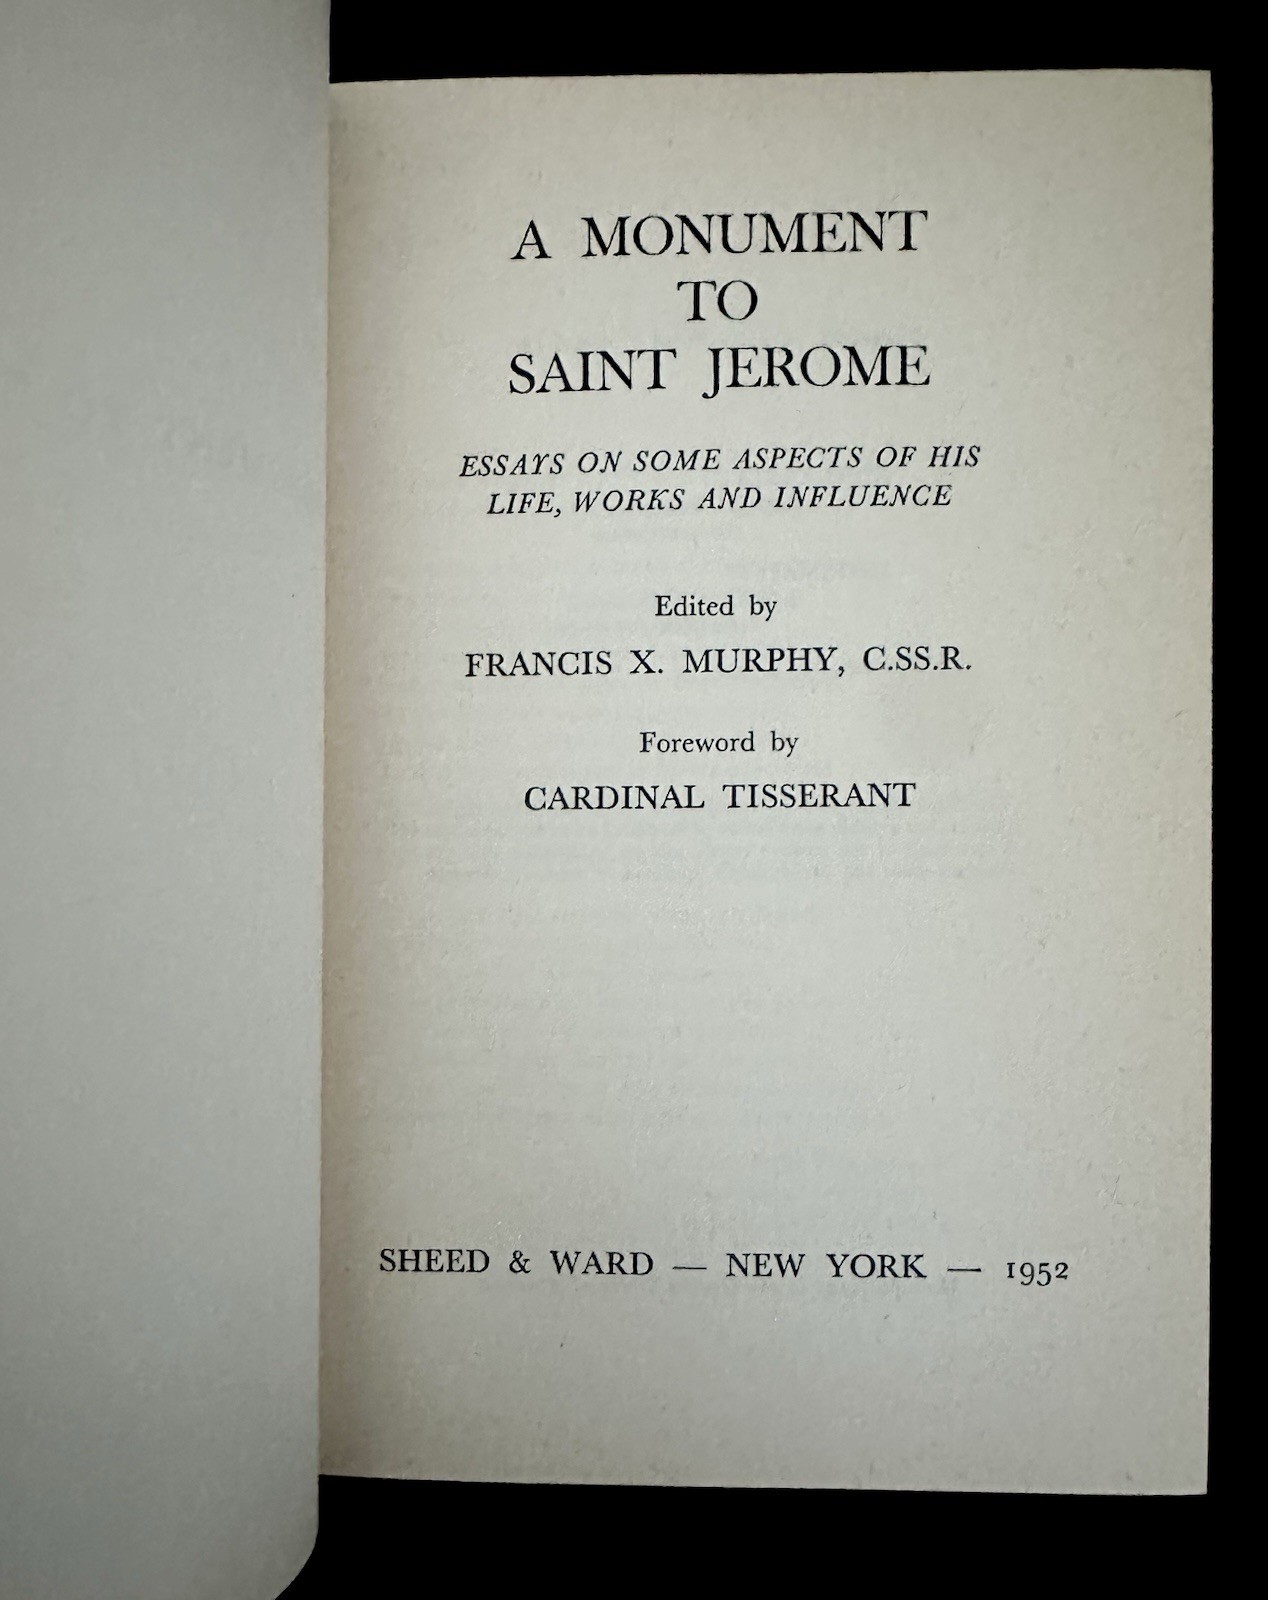 A MONUMENT
TO
SAINT JEROME
ESSAYS ON SOME ASPECTS OF HIS
LIFE, WORKS AND INFLUENCE
Edited by
FRANCIS X. MURPHY, C.SS.R.
Foreword by
CARDINAL TISSERANT
SHEED & WARD — NEW YORK — 1952